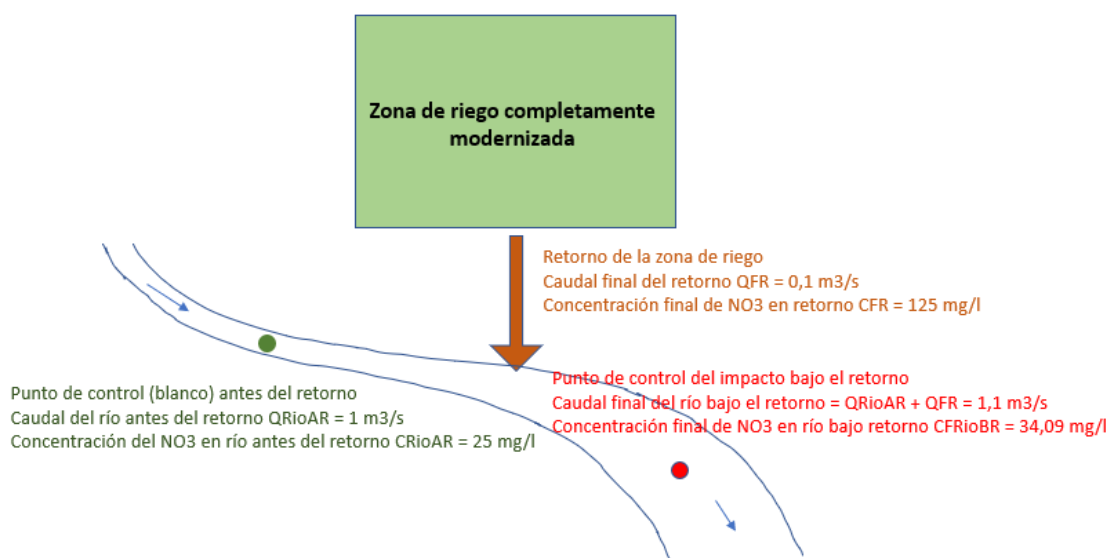 Zona de riego completamente
modernizada
Retorno de la zona de riego
Caudal final del retorno QFR = 0,1 m3/s
Concentración final de NO3 en retorno CFR = 125 mg/l
Punto de control (blanco) antes del retorno
Caudal del río antes del retorno QRioAR = 1 m3/s
Concentración del NO3 en río antes del retorno CRioAR = 25 mg/l
Punto de control del impacto bajo el retorno
Caudal final del río bajo el retorno = QRioAR + QFR = 1,1 m3/s
Concentración final de NO3 en río bajo retorno CFRioBR = 34,09 mg/l